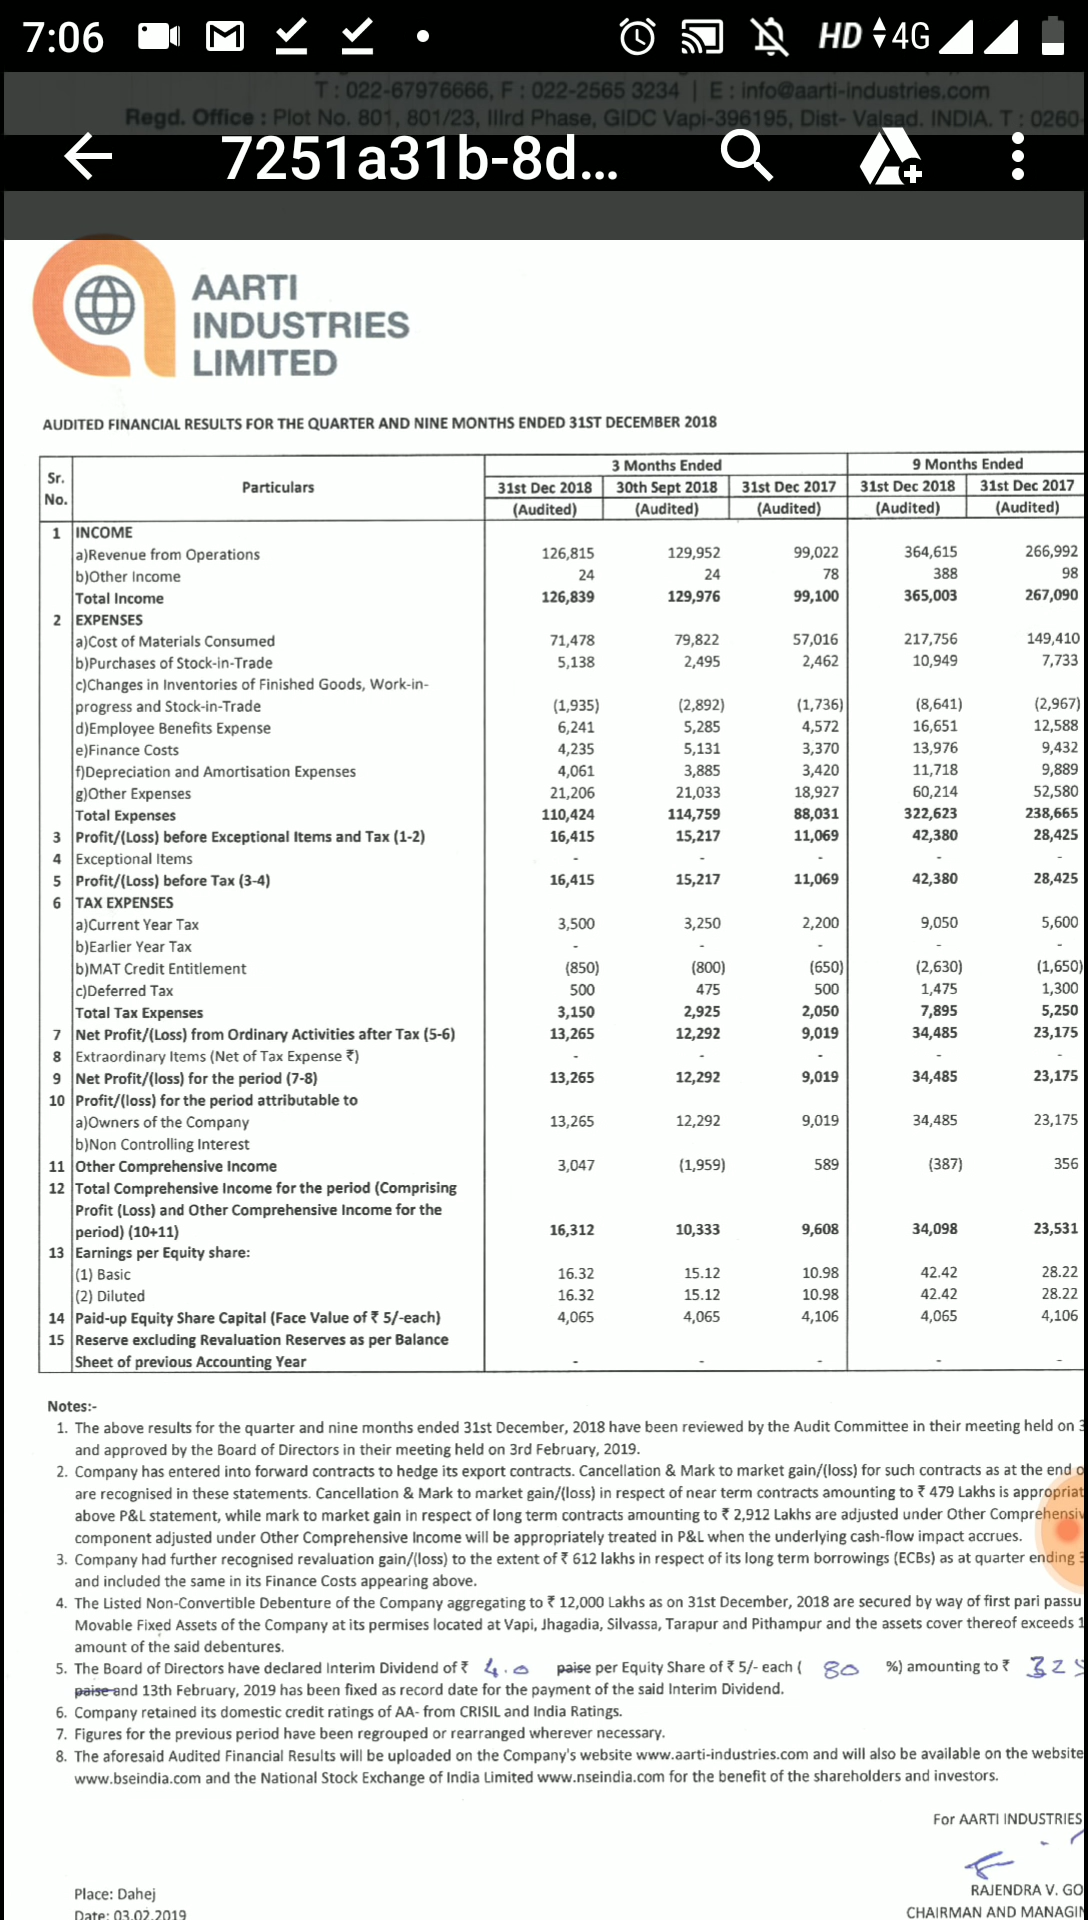 7:06 HD 4G
T : 022-67976666, F : 022-2565 3234 | E : info@aarti-industries.com
Regd. Office : Plot No. 801, 801/23, IIIrd Phase, GIDC Vapi-396195, Dist- Valsad. INDIA. T : 0260-
7251a31b-8d...
AARTI
INDUSTRIES
LIMITED
AUDITED FINANCIAL RESULTS FOR THE QUARTER AND NINE MONTHS ENDED 31ST DECEMBER 2018
Sr. No. Particulars 3 Months Ended 9 Months Ended
31st Dec 2018 30th Sept 2018 31st Dec 2017 31st Dec 2018 31st Dec 2017
(Audited) (Audited) (Audited) (Audited) (Audited)
1 INCOME
a)Revenue from Operations 126,815 129,952 99,022 364,615 266,992
b)Other Income 24 24 78 388 98
Total Income 126,839 129,976 99,100 365,003 267,090
2 EXPENSES
a)Cost of Materials Consumed 71,478 79,822 57,016 217,756 149,410
b)Purchases of Stock-in-Trade 5,138 2,495 2,462 10,949 7,733
c)Changes in Inventories of Finished Goods, Work-in-
progress and Stock-in-Trade (1,935) (2,892) (1,736) (8,641) (2,967)
d)Employee Benefits Expense 6,241 5,285 4,572 16,651 12,588
e)Finance Costs 4,235 5,131 3,370 13,976 9,432
f)Depreciation and Amortisation Expenses 4,061 3,885 3,420 11,718 9,889
g)Other Expenses 21,206 21,033 18,927 60,214 52,580
Total Expenses 110,424 114,759 88,031 322,623 238,665
3 Profit/(Loss) before Exceptional Items and Tax (1-2) 16,415 15,217 11,069 42,380 28,425
4 Exceptional Items - - - - -
5 Profit/(Loss) before Tax (3-4) 16,415 15,217 11,069 42,380 28,425
6 TAX EXPENSES
a)Current Year Tax 3,500 3,250 2,200 9,050 5,600
b)Earlier Year Tax - - - - -
b)MAT Credit Entitlement (850) (800) (650) (2,630) (1,650)
c)Deferred Tax 500 475 500 1,475 1,300
Total Tax Expenses 3,150 2,925 2,050 7,895 5,250
7 Net Profit/(Loss) from Ordinary Activities after Tax (5-6) 13,265 12,292 9,019 34,485 23,175
8 Extraordinary Items (Net of Tax Expense ₹) - - - - -
9 Net Profit/(loss) for the period (7-8) 13,265 12,292 9,019 34,485 23,175
10 Profit/(loss) for the period attributable to
a)Owners of the Company 13,265 12,292 9,019 34,485 23,175
b)Non Controlling Interest
11 Other Comprehensive Income 3,047 (1,959) 589 (387) 356
12 Total Comprehensive Income for the period (Comprising
Profit (Loss) and Other Comprehensive Income for the
period) (10+11) 16,312 10,333 9,608 34,098 23,531
13 Earnings per Equity share:
(1) Basic 16.32 15.12 10.98 42.42 28.22
(2) Diluted 16.32 15.12 10.98 42.42 28.22
14 Paid-up Equity Share Capital (Face Value of ₹ 5/-each) 4,065 4,065 4,106 4,065 4,106
15 Reserve excluding Revaluation Reserves as per Balance
Sheet of previous Accounting Year - - - - -
Notes:-
1. The above results for the quarter and nine months ended 31st December, 2018 have been reviewed by the Audit Committee in their meeting held on 3
and approved by the Board of Directors in their meeting held on 3rd February, 2019.
2. Company has entered into forward contracts to hedge its export contracts. Cancellation & Mark to market gain/(loss) for such contracts as at the end o
are recognised in these statements. Cancellation & Mark to market gain/(loss) in respect of near term contracts amounting to ₹ 479 Lakhs is appropriat
above P&L statement, while mark to market gain in respect of long term contracts amounting to ₹ 2,912 Lakhs are adjusted under Other Comprehensiv
component adjusted under Other Comprehensive Income will be appropriately treated in P&L when the underlying cash-flow impact accrues.
3. Company had further recognised revaluation gain/(loss) to the extent of ₹ 612 lakhs in respect of its long term borrowings (ECBs) as at quarter ending 3
and included the same in its Finance Costs appearing above.
4. The Listed Non-Convertible Debenture of the Company aggregating to ₹ 12,000 Lakhs as on 31st December, 2018 are secured by way of first pari passu
Movable Fixed Assets of the Company at its permises located at Vapi, Jhagadia, Silvassa, Tarapur and Pithampur and the assets cover thereof exceeds 1
amount of the said debentures.
5. The Board of Directors have declared Interim Dividend of ₹ 4.0 paise per Equity Share of ₹ 5/- each ( 80 %) amounting to ₹ 325
paise and 13th February, 2019 has been fixed as record date for the payment of the said Interim Dividend.
6. Company retained its domestic credit ratings of AA- from CRISIL and India Ratings.
7. Figures for the previous period have been regrouped or rearranged wherever necessary.
8. The aforesaid Audited Financial Results will be uploaded on the Company's website www.aarti-industries.com and will also be available on the website
www.bseindia.com and the National Stock Exchange of India Limited www.nseindia.com for the benefit of the shareholders and investors.
For AARTI INDUSTRIES
RAJENDRA V. GO
CHAIRMAN AND MANAGIN
Place: Dahej
Date: 03.02.2019